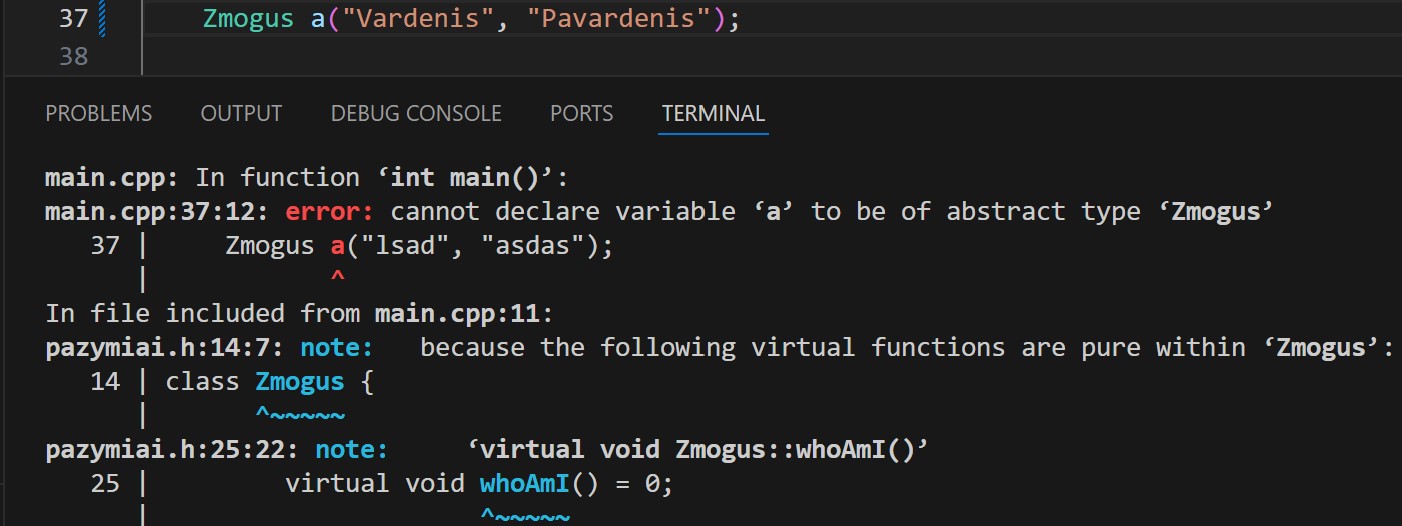 37 Zmogus a("Vardenis", "Pavardenis");
38
PROBLEMS OUTPUT DEBUG CONSOLE PORTS TERMINAL
main.cpp: In function ‘int main()’:
main.cpp:37:12: error: cannot declare variable ‘a’ to be of abstract type ‘Zmogus’
37 | Zmogus a("lsad", "asdas");
| ^
In file included from main.cpp:11:
pazymiai.h:14:7: note: because the following virtual functions are pure within ‘Zmogus’:
14 | class Zmogus {
| ^~~~~~
pazymiai.h:25:22: note: ‘virtual void Zmogus::whoAmI()’
25 | virtual void whoAmI() = 0;
| ^~~~~~